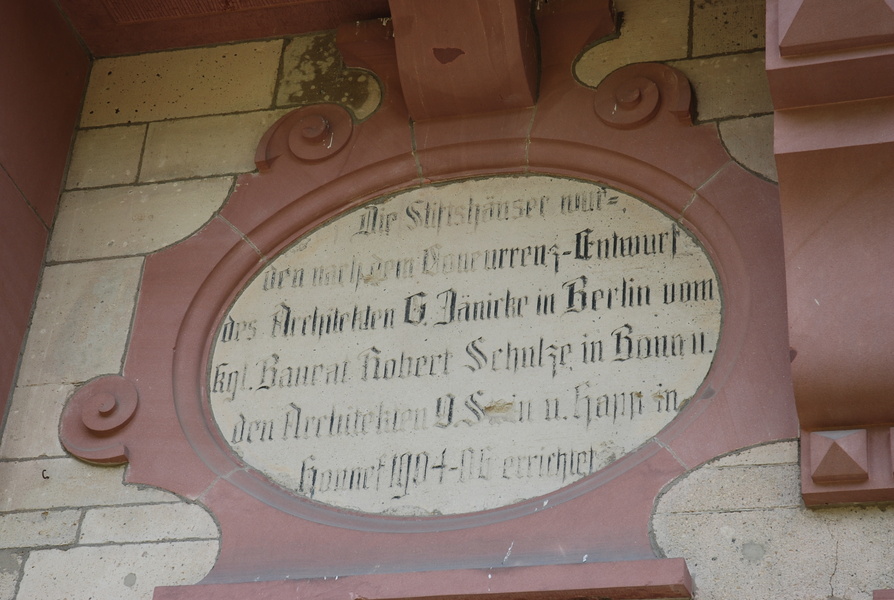 Die Stiftshäuser wur=
den nach dem Concurrenz-Entwurf
des Architekten G. Jänicke in Berlin vom
kgl. Baurat Robert Schulze in Bonn u.
den Architekten u. in
Honnef 1904-06 errichtet